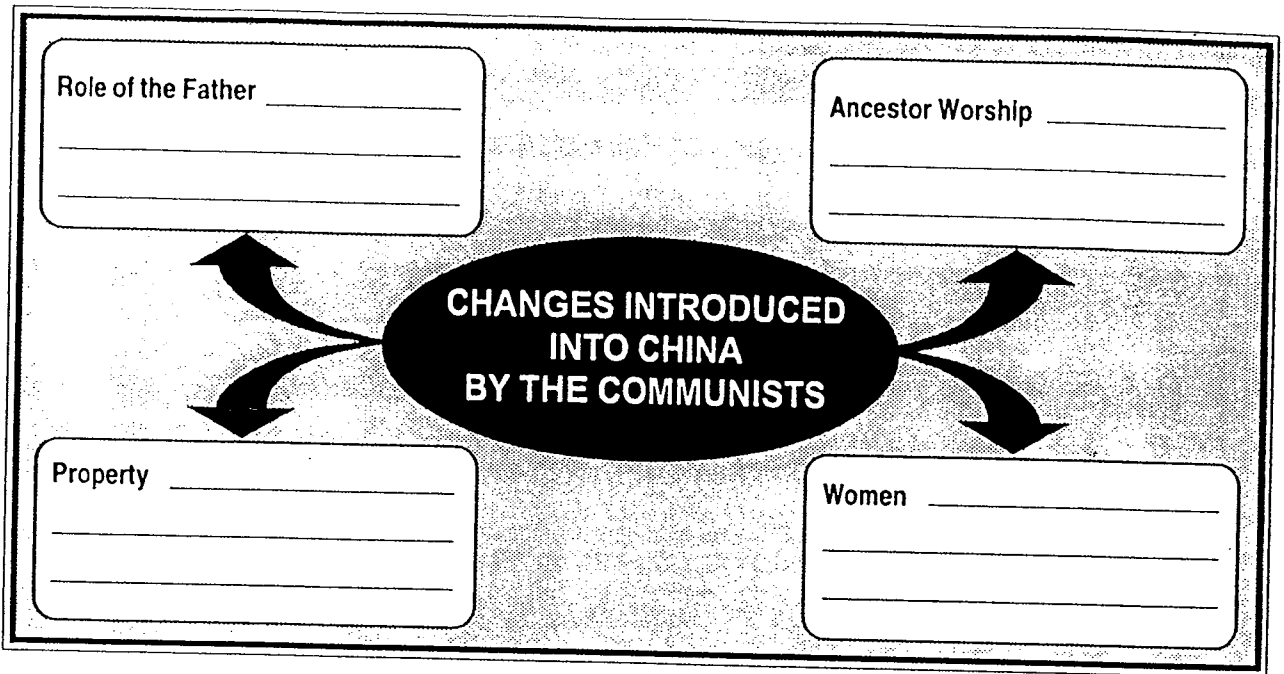 Role of the Father
Ancestor Worship
CHANGES INTRODUCED
INTO CHINA
BY THE COMMUNISTS
Property
Women